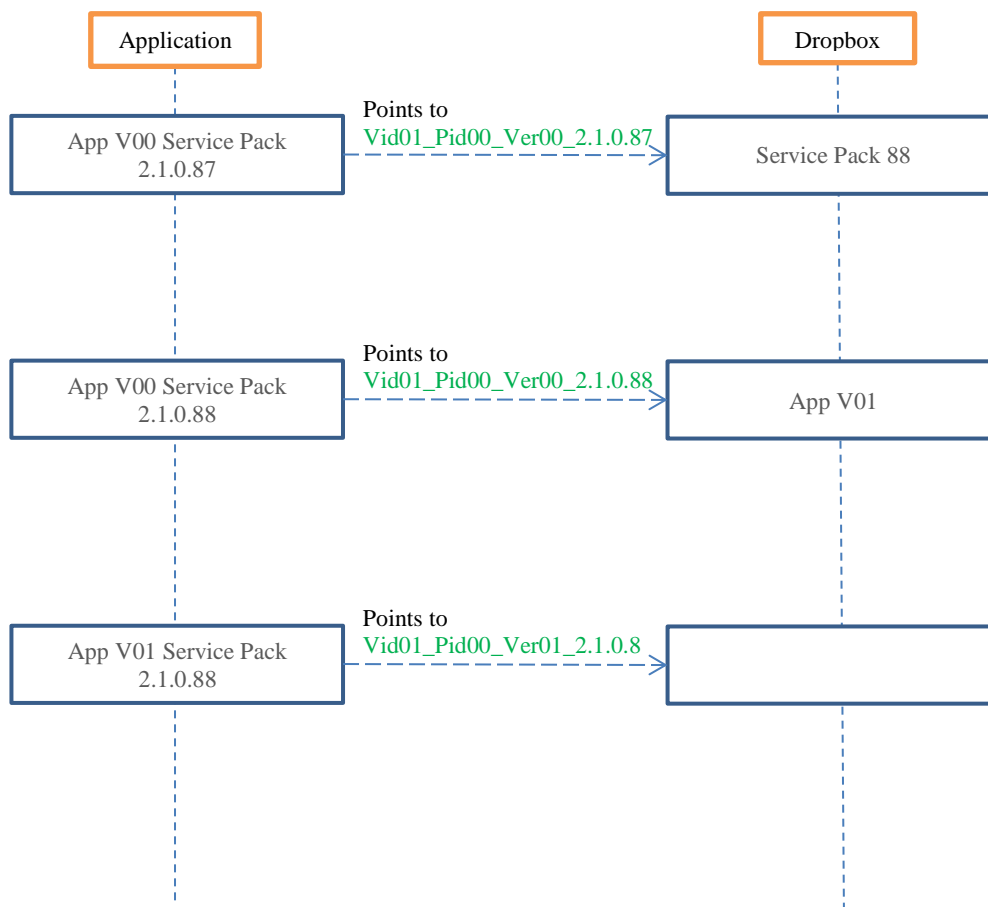 Application
Dropbox
Points to
Vid01_Pid00_Ver00_2.1.0.87
App V00 Service Pack
2.1.0.87
Service Pack 88
Points to
Vid01_Pid00_Ver00_2.1.0.88
App V00 Service Pack
2.1.0.88
App V01
Points to
Vid01_Pid00_Ver01_2.1.0.8
App V01 Service Pack
2.1.0.88